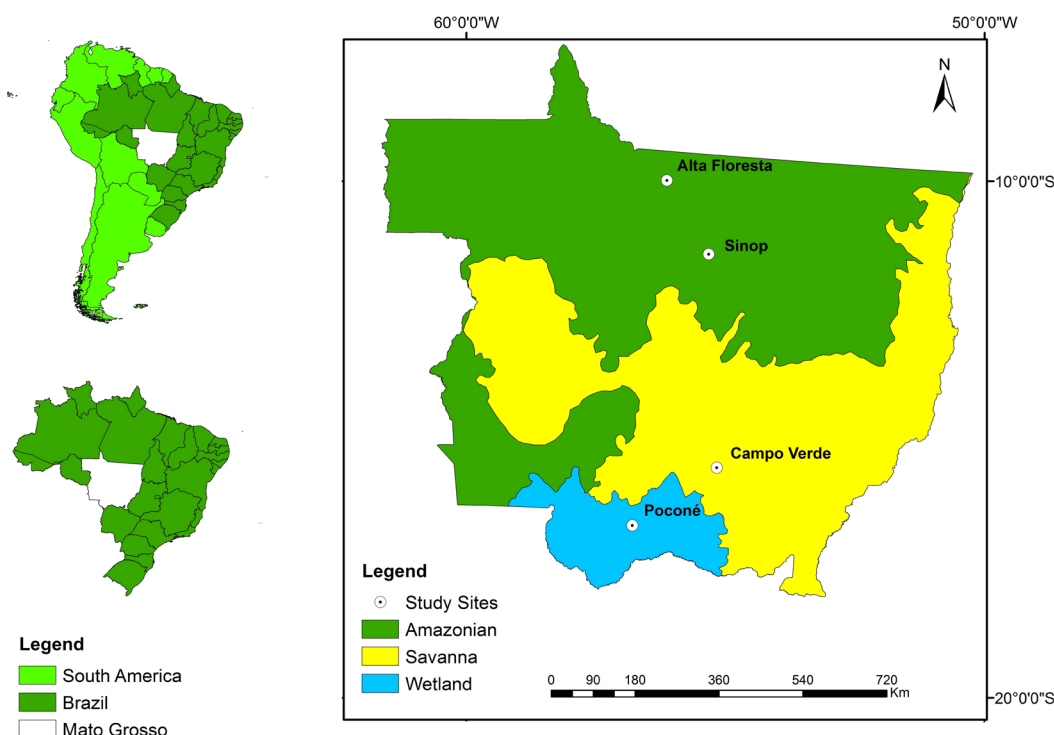 60°0'0"W
50°0'0"W
N
Alta Floresta
10°0'0"S
Sinop
Campo Verde
Poconé
Legend
Study Sites
Amazonian
Savanna
Wetland
0 90 180 360 540 720
Km
20°0'0"S
Legend
South America
Brazil
Mato Grosso